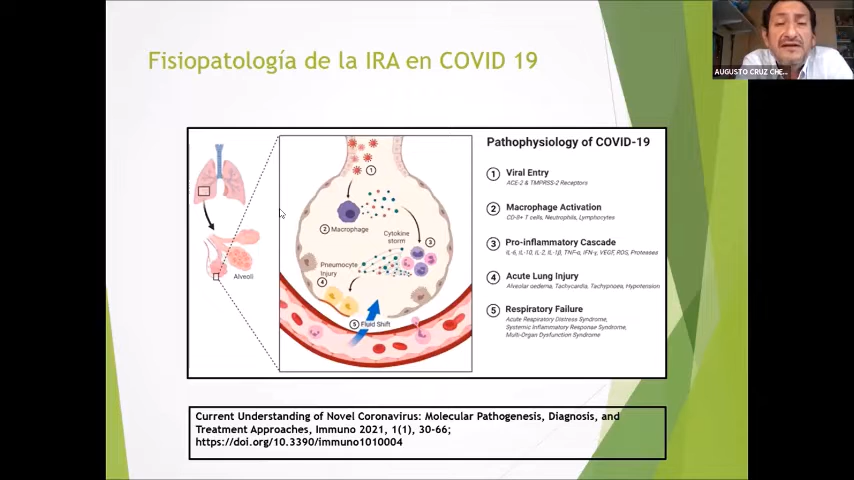 Fisiopatología de la IRA en COVID 19
AUGUSTO CRUZ CHE...
Pathophysiology of COVID-19
1 Viral Entry
ACE-2 & TMPRSS-2 Receptors
2 Macrophage Activation
CD-8+ T cells, Neutrophils, Lymphocytes
3 Pro-inflammatory Cascade
IL-6, IL-10, IL-2, IL-1β, TNF-α, IFN-γ, VEGF, ROS, Proteases
4 Acute Lung Injury
Alveolar oedema, Tachycardia, Tachypnoea, Hypotension
5 Respiratory Failure
Acute Respiratory Distress Syndrome,
Systemic Inflammatory Response Syndrome,
Multi-Organ Dysfunction Syndrome
Alveoli
1
2 Macrophage
Cytokine
storm
3
Pneumocyte
Injury
4
5 Fluid Shift
Current Understanding of Novel Coronavirus: Molecular Pathogenesis, Diagnosis, and
Treatment Approaches, Immuno 2021, 1(1), 30-66;
https://doi.org/10.3390/immuno1010004